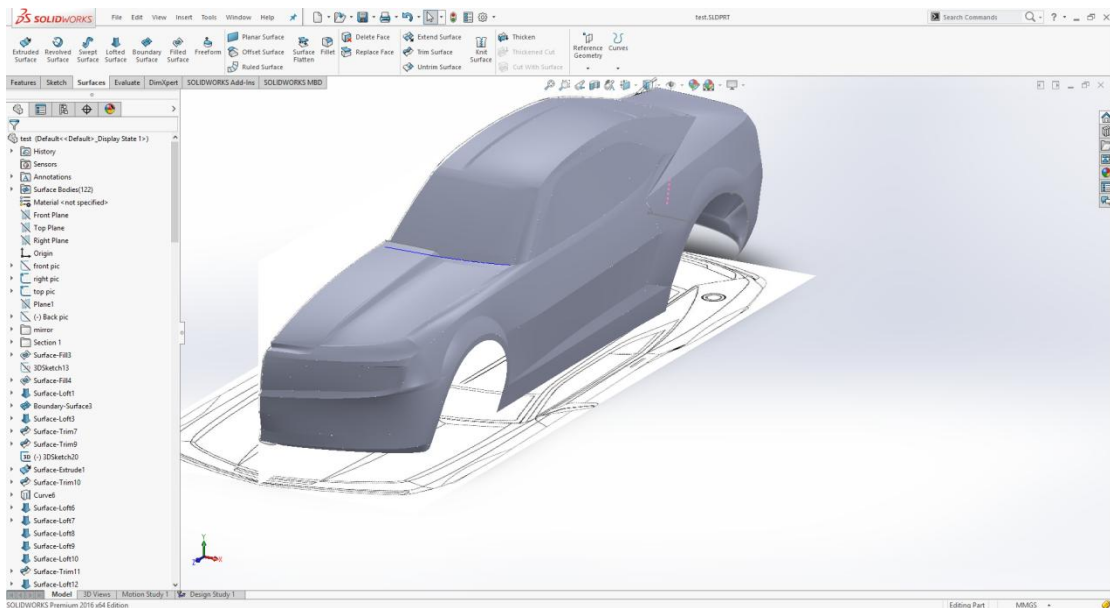 SOLIDWORKS File Edit View Insert Tools Window Help test.SLDPRT Search Commands
Extruded Surface
Revolved Surface
Swept Surface
Lofted Surface
Boundary Surface
Filled Surface
Freeform
Planar Surface
Offset Surface
Ruled Surface
Surface Flatten
Fillet
Delete Face
Replace Face
Extend Surface
Trim Surface
Untrim Surface
Knit Surface
Thicken
Thickened Cut
Cut With Surface
Reference Geometry
Curves
Features Sketch Surfaces Evaluate DimXpert SOLIDWORKS Add-Ins SOLIDWORKS MBD
test (Default<<Default>_Display State 1>)
History
Sensors
Annotations
Surface Bodies(122)
Material <not specified>
Front Plane
Top Plane
Right Plane
Origin
front pic
right pic
top pic
Plane1
(-) Back pic
mirror
Section 1
Surface-Fill3
3DSketch13
Surface-Fill4
Surface-Loft1
Boundary-Surface3
Surface-Loft3
Surface-Trim7
Surface-Trim9
(-) 3DSketch20
Surface-Extrude1
Surface-Trim10
Curve6
Surface-Loft6
Surface-Loft7
Surface-Loft8
Surface-Loft9
Surface-Loft10
Surface-Trim11
Surface-Loft12
Y
Z X
Model 3D Views Motion Study 1 Design Study 1
SOLIDWORKS Premium 2016 x64 Edition Editing Part MMGS